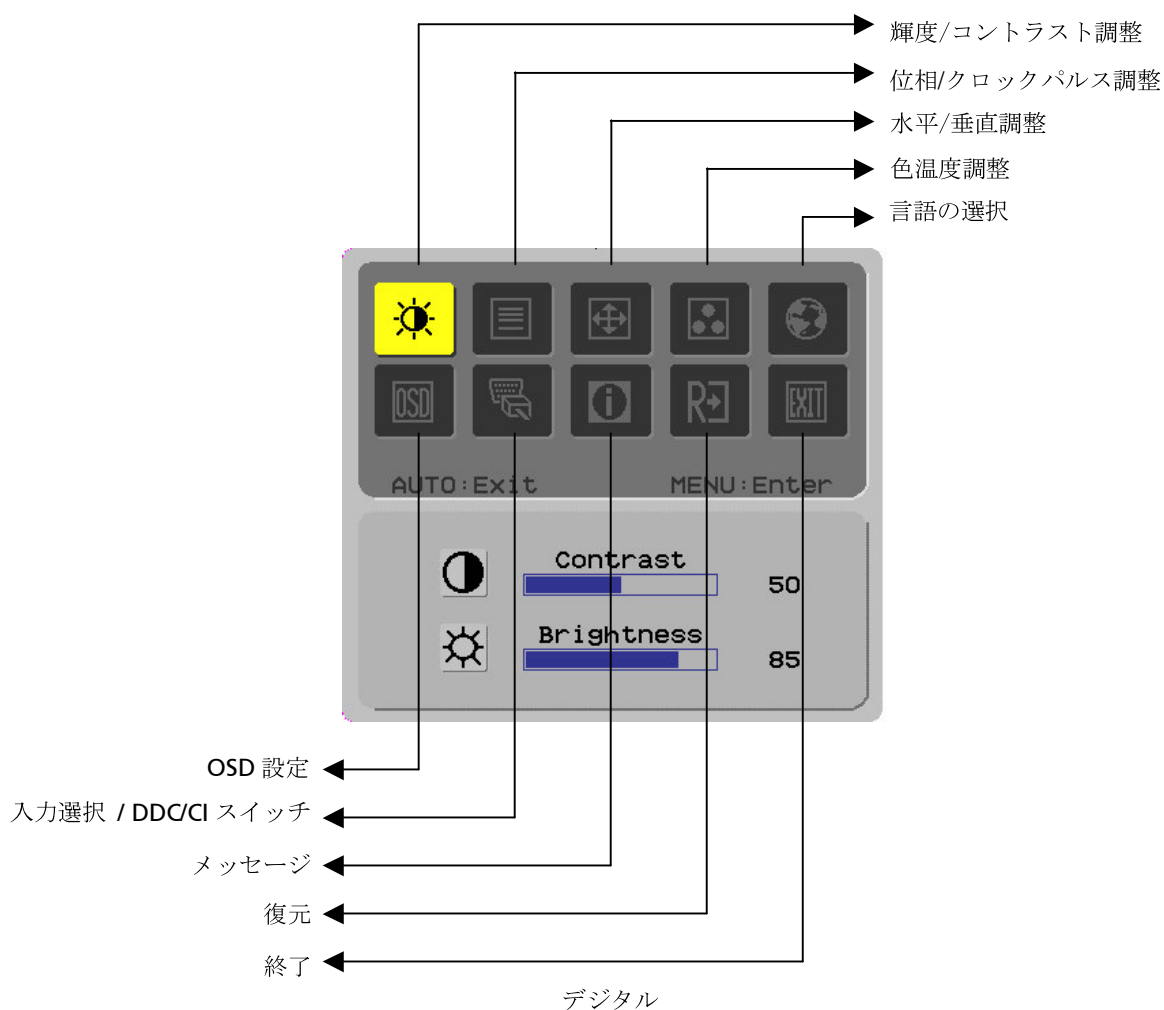 輝度/コントラスト調整
位相/クロックパルス調整
水平/垂直調整
色温度調整
言語の選択
OSD
R
EXIT
AUTO:Exit MENU:Enter
Contrast
50
Brightness
85
OSD 設定
入力選択 / DDC/CI スイッチ
メッセージ
復元
終了
デジタル